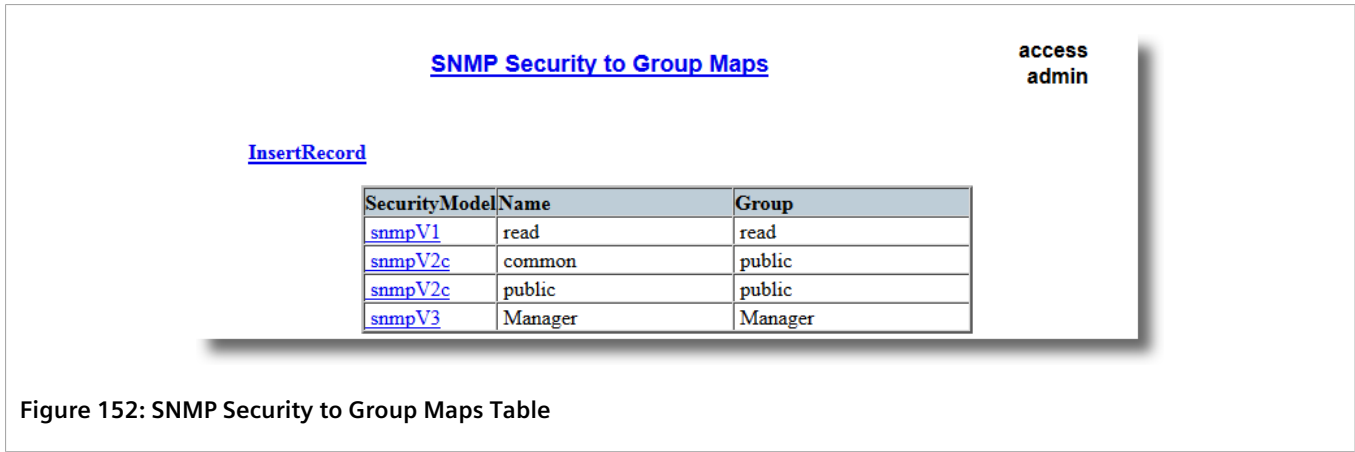 SNMP Security to Group Maps
access
admin
InsertRecord
SecurityModel Name Group
snmpV1 read read
snmpV2c common public
snmpV2c public public
snmpV3 Manager Manager
Figure 152: SNMP Security to Group Maps Table